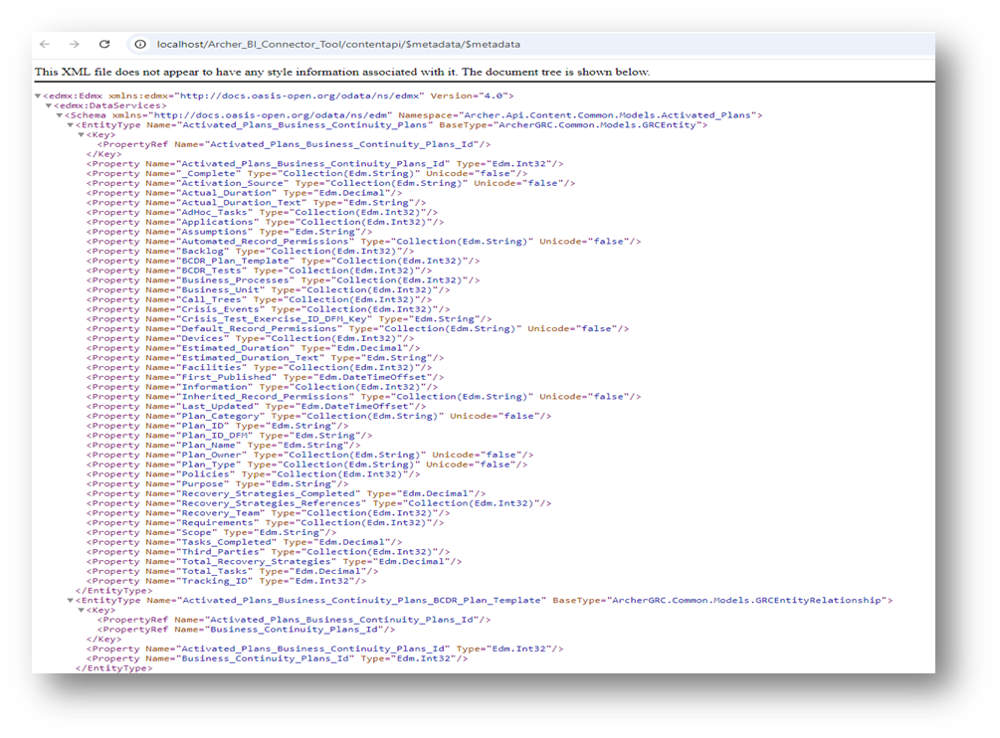 localhost/Archer_BI_Connector_Tool/contentapi/$metadata/$metadata
This XML file does not appear to have any style information associated with it. The document tree is shown below.
▼<edmx:Edmx xmlns:edmx="http://docs.oasis-open.org/odata/ns/edmx" Version="4.0">
▼<edmx:DataServices>
▼<Schema xmlns="http://docs.oasis-open.org/odata/ns/edm" Namespace="Archer.Api.Content.Common.Models.Activated_Plans">
▼<EntityType Name="Activated_Plans_Business_Continuity_Plans" BaseType="ArcherGRC.Common.Models.GRCEntity">
▼<Key>
<PropertyRef Name="Activated_Plans_Business_Continuity_Plans_Id"/>
</Key>
<Property Name="Activated_Plans_Business_Continuity_Plans_Id" Type="Edm.Int32"/>
<Property Name="_Complete" Type="Collection(Edm.String)" Unicode="false"/>
<Property Name="Activation_Source" Type="Collection(Edm.String)" Unicode="false"/>
<Property Name="Actual_Duration" Type="Edm.Decimal"/>
<Property Name="Actual_Duration_Text" Type="Edm.String"/>
<Property Name="AdHoc_Tasks" Type="Collection(Edm.Int32)"/>
<Property Name="Applications" Type="Collection(Edm.Int32)"/>
<Property Name="Assumptions" Type="Edm.String"/>
<Property Name="Automated_Record_Permissions" Type="Collection(Edm.String)" Unicode="false"/>
<Property Name="Backlog" Type="Collection(Edm.Int32)"/>
<Property Name="BCDR_Plan_Template" Type="Collection(Edm.Int32)"/>
<Property Name="BCDR_Tests" Type="Collection(Edm.Int32)"/>
<Property Name="Business_Processes" Type="Collection(Edm.Int32)"/>
<Property Name="Business_Unit" Type="Collection(Edm.Int32)"/>
<Property Name="Call_Trees" Type="Collection(Edm.Int32)"/>
<Property Name="Crisis_Events" Type="Collection(Edm.Int32)"/>
<Property Name="Crisis_Test_Exercise_ID_DFM_Key" Type="Edm.String"/>
<Property Name="Default_Record_Permissions" Type="Collection(Edm.String)" Unicode="false"/>
<Property Name="Devices" Type="Collection(Edm.Int32)"/>
<Property Name="Estimated_Duration" Type="Edm.Decimal"/>
<Property Name="Estimated_Duration_Text" Type="Edm.String"/>
<Property Name="Facilities" Type="Collection(Edm.Int32)"/>
<Property Name="First_Published" Type="Edm.DateTimeOffset"/>
<Property Name="Information" Type="Collection(Edm.Int32)"/>
<Property Name="Inherited_Record_Permissions" Type="Collection(Edm.String)" Unicode="false"/>
<Property Name="Last_Updated" Type="Edm.DateTimeOffset"/>
<Property Name="Plan_Category" Type="Collection(Edm.String)" Unicode="false"/>
<Property Name="Plan_ID" Type="Edm.String"/>
<Property Name="Plan_ID_DFM" Type="Edm.String"/>
<Property Name="Plan_Name" Type="Edm.String"/>
<Property Name="Plan_Owner" Type="Collection(Edm.String)" Unicode="false"/>
<Property Name="Plan_Type" Type="Collection(Edm.String)" Unicode="false"/>
<Property Name="Policies" Type="Collection(Edm.Int32)"/>
<Property Name="Purpose" Type="Edm.String"/>
<Property Name="Recovery_Strategies_Completed" Type="Edm.Decimal"/>
<Property Name="Recovery_Strategies_References" Type="Collection(Edm.Int32)"/>
<Property Name="Recovery_Team" Type="Collection(Edm.Int32)"/>
<Property Name="Requirements" Type="Collection(Edm.Int32)"/>
<Property Name="Scope" Type="Edm.String"/>
<Property Name="Tasks_Completed" Type="Edm.Decimal"/>
<Property Name="Third_Parties" Type="Collection(Edm.Int32)"/>
<Property Name="Total_Recovery_Strategies" Type="Edm.Decimal"/>
<Property Name="Total_Tasks" Type="Edm.Decimal"/>
<Property Name="Tracking_ID" Type="Edm.Int32"/>
</EntityType>
▼<EntityType Name="Activated_Plans_Business_Continuity_Plans_BCDR_Plan_Template" BaseType="ArcherGRC.Common.Models.GRCEntityRelationship">
▼<Key>
<PropertyRef Name="Activated_Plans_Business_Continuity_Plans_Id"/>
<PropertyRef Name="Business_Continuity_Plans_Id"/>
</Key>
<Property Name="Activated_Plans_Business_Continuity_Plans_Id" Type="Edm.Int32"/>
<Property Name="Business_Continuity_Plans_Id" Type="Edm.Int32"/>
</EntityType>